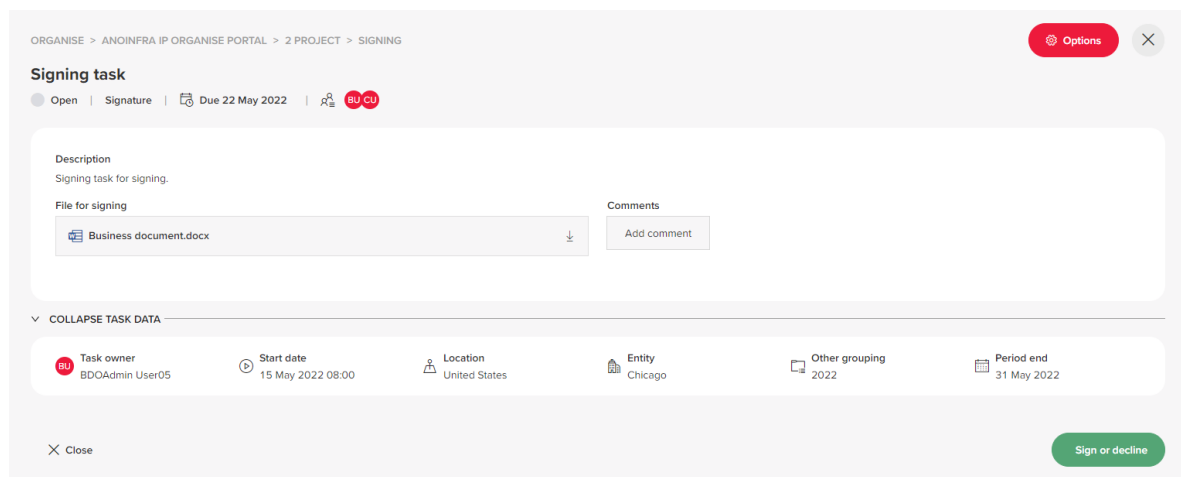 ORGANISE > ANOINFRA IP ORGANISE PORTAL > 2 PROJECT > SIGNING
Options
Signing task
Open | Signature | Due 22 May 2022 | BU CU
Description
Signing task for signing.
File for signing
Comments
Business document.docx
Add comment
COLLAPSE TASK DATA
BU
Task owner
BDOAdmin User05
Start date
15 May 2022 08:00
Location
United States
Entity
Chicago
Other grouping
2022
Period end
31 May 2022
Close
Sign or decline